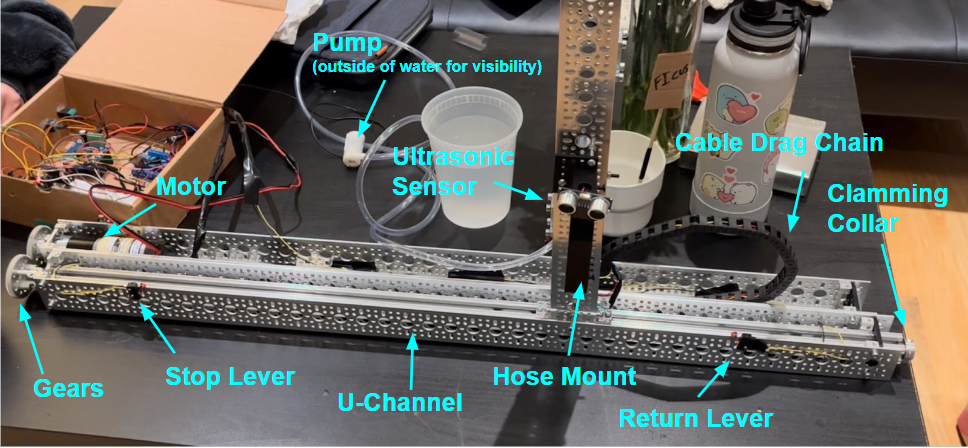 Pump
(outside of water for visibility)
FICUS
Ultrasonic
Sensor
Cable Drag Chain
Motor
Clamming
Collar
Gears
Stop Lever
U-Channel
Hose Mount
Return Lever